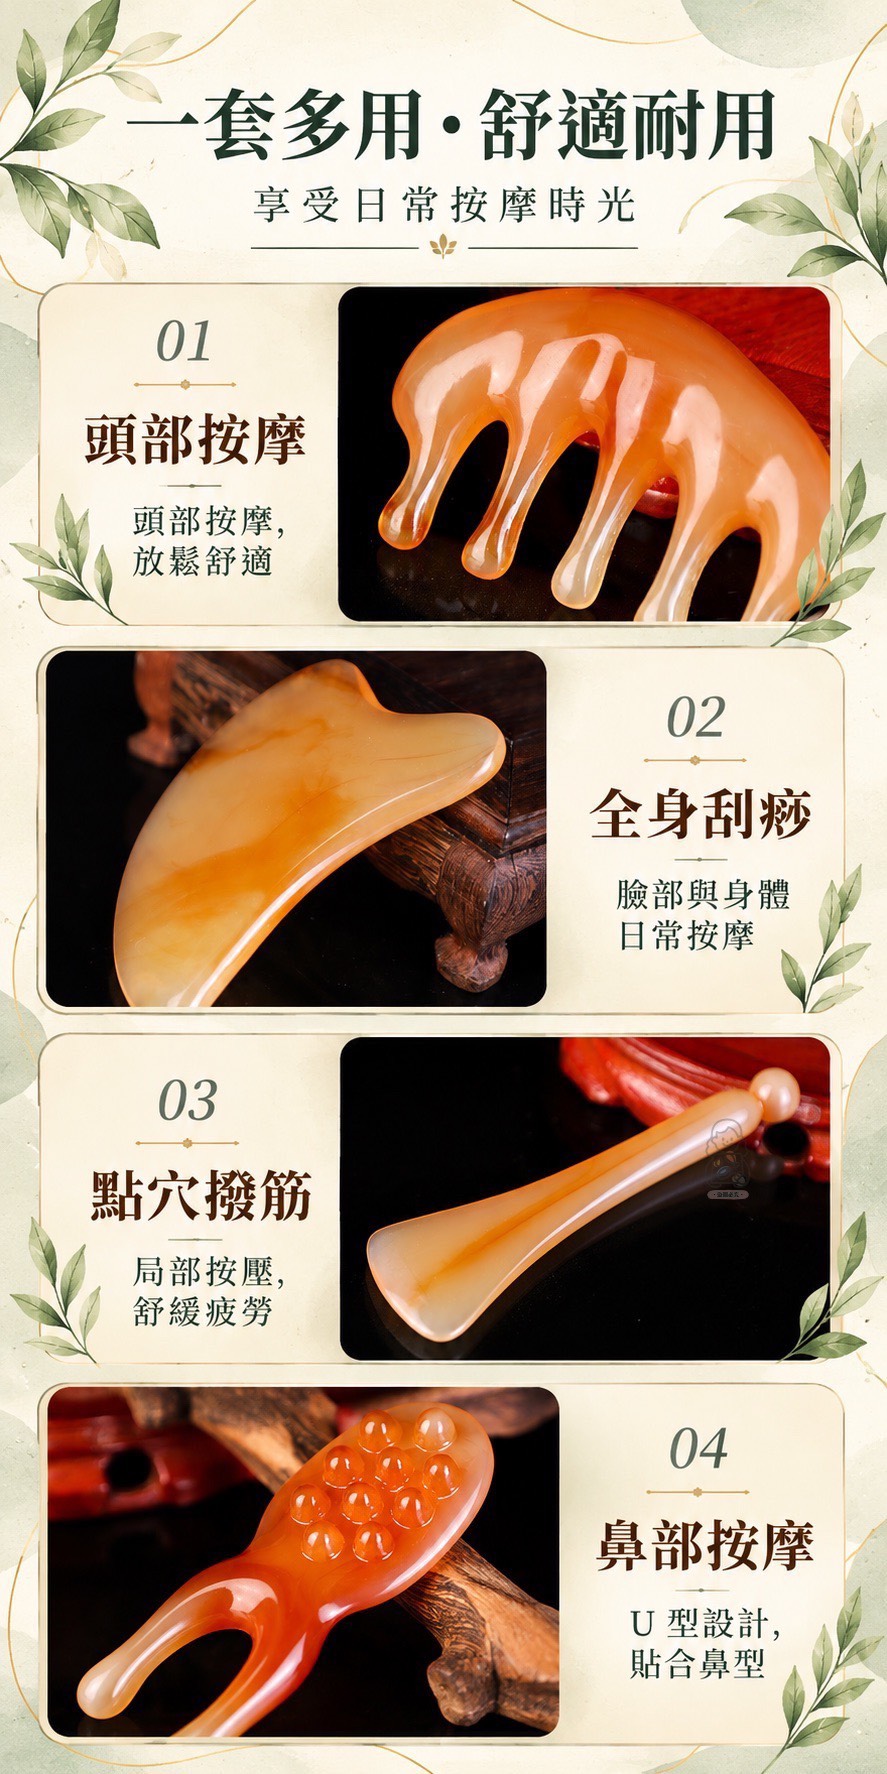 一套多用·舒適耐用
享受日常按摩時光
01
頭部按摩
頭部按摩,
放鬆舒適
02
全身刮痧
臉部與身體
日常按摩
03
點穴撥筋
局部按壓,
舒緩疲勞
04
鼻部按摩
U 型設計,
貼合鼻型